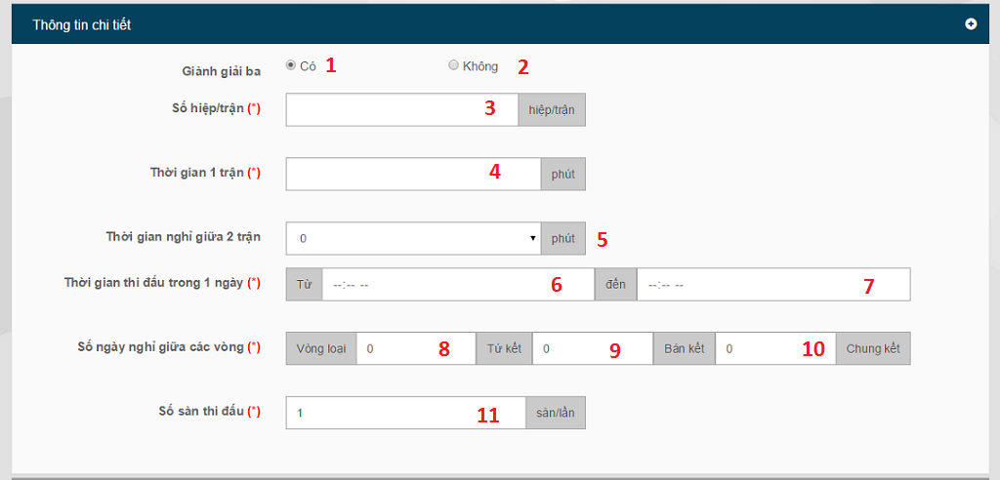 Thông tin chi tiết
Giành giải ba Có 1 Không 2
Số hiệp/trận (*) 3 hiệp/trận
Thời gian 1 trận (*) 4 phút
Thời gian nghỉ giữa 2 trận 0 phút 5
Thời gian thi đấu trong 1 ngày (*) Từ --:-- -- 6 đến --:-- -- 7
Số ngày nghỉ giữa các vòng (*) Vòng loại 0 8 Tứ kết 0 9 Bán kết 0 10 Chung kết
Số sàn thi đấu (*) 1 11 sàn/lần